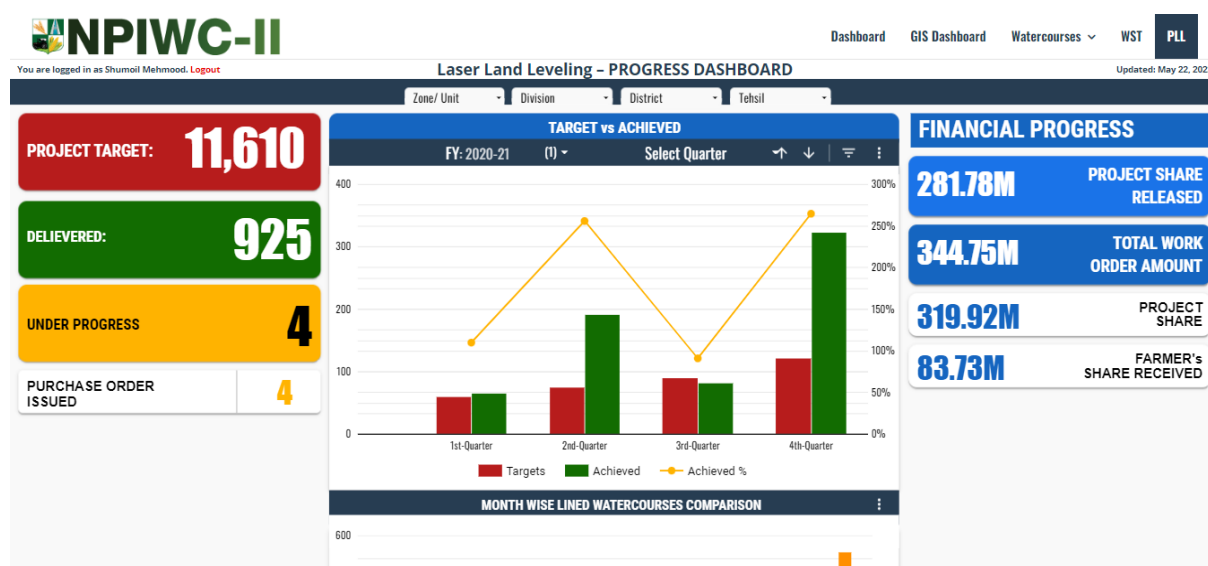 NPIWC-II
Dashboard GIS Dashboard Watercourses WST PLL
You are logged in as Shumoil Mehmood. Logout
Laser Land Leveling – PROGRESS DASHBOARD
Updated: May 22, 202
Zone/ Unit Division District Tehsil
PROJECT TARGET: 11,610
DELIEVERED: 925
UNDER PROGRESS 4
PURCHASE ORDER
ISSUED
4
TARGET vs ACHIEVED
FY: 2020-21 (1) Select Quarter
400
300
200
100
0
300%
250%
200%
150%
100%
50%
0%
1st-Quarter 2nd-Quarter 3rd-Quarter 4th-Quarter
Targets Achieved Achieved %
MONTH WISE LINED WATERCOURSES COMPARISON
600
FINANCIAL PROGRESS
281.78M
PROJECT SHARE
RELEASED
344.75M
TOTAL WORK
ORDER AMOUNT
319.92M
PROJECT
SHARE
83.73M
FARMER's
SHARE RECEIVED